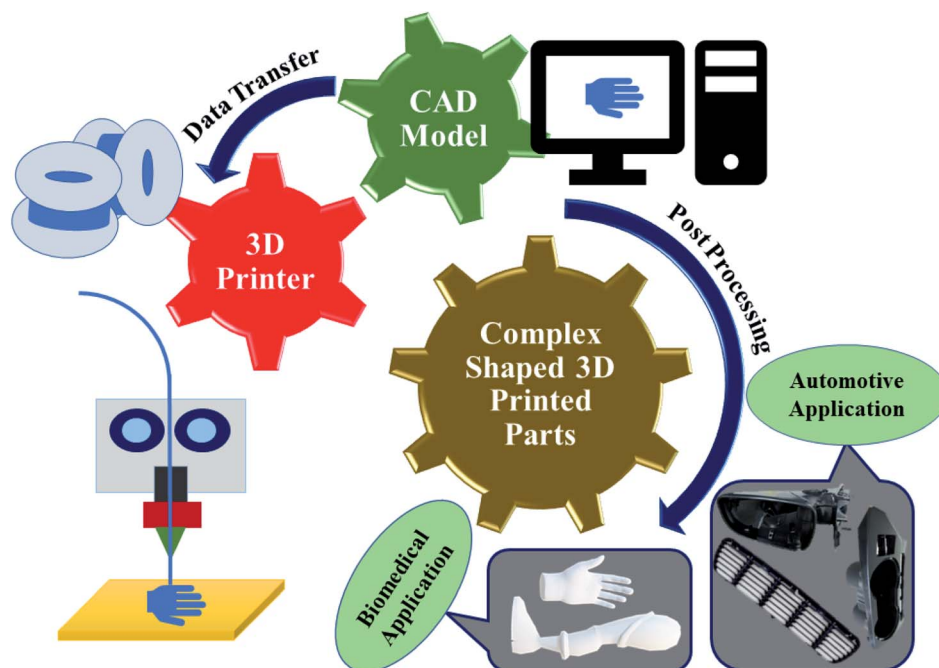 Data Transfer
CAD
Model
3D
Printer
Post Processing
Complex
Shaped 3D
Printed
Parts
Automotive
Application
Biomedical
Application